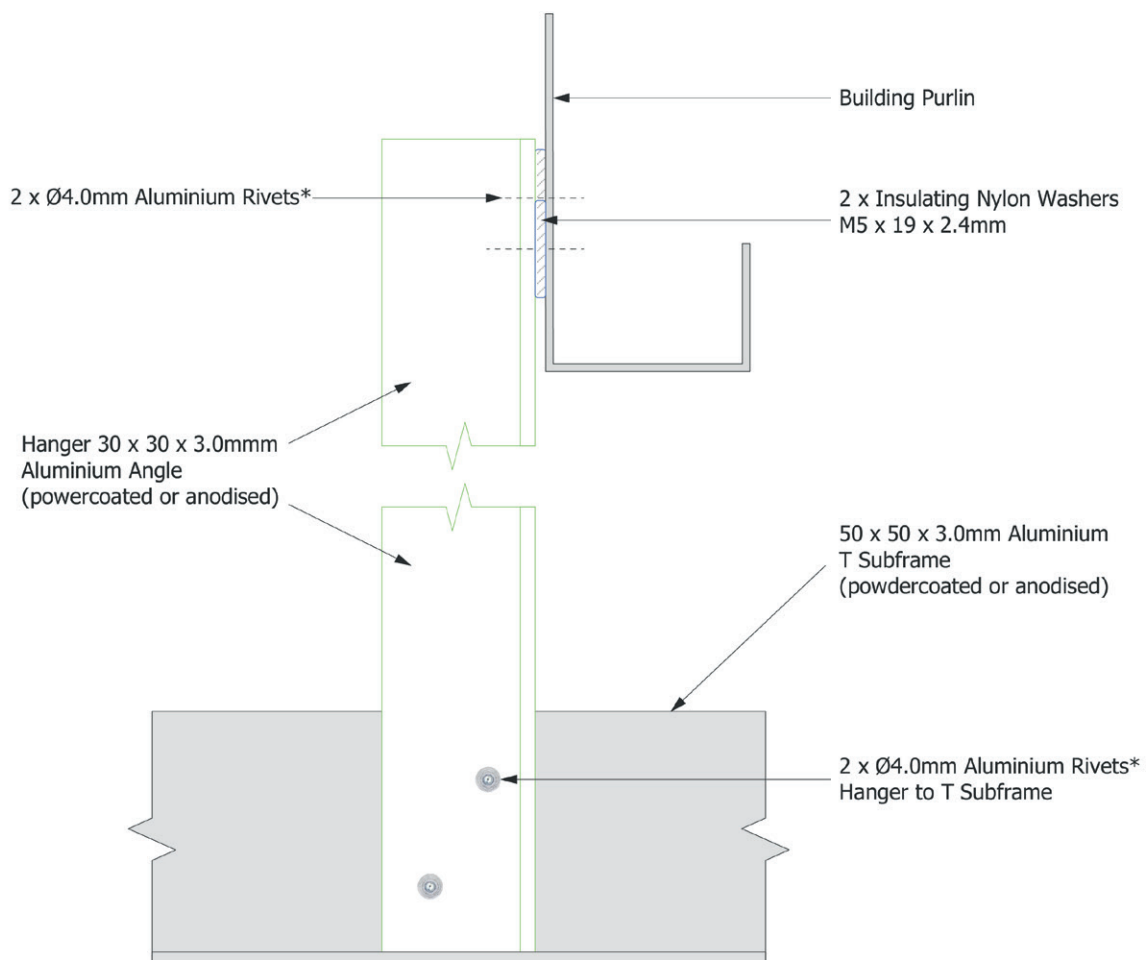 Building Purlin
2 x Ø4.0mm Aluminium Rivets*
2 x Insulating Nylon Washers
M5 x 19 x 2.4mm
Hanger 30 x 30 x 3.0mmm
Aluminium Angle
(powercoated or anodised)
50 x 50 x 3.0mm Aluminium
T Subframe
(powdercoated or anodised)
2 x Ø4.0mm Aluminium Rivets*
Hanger to T Subframe